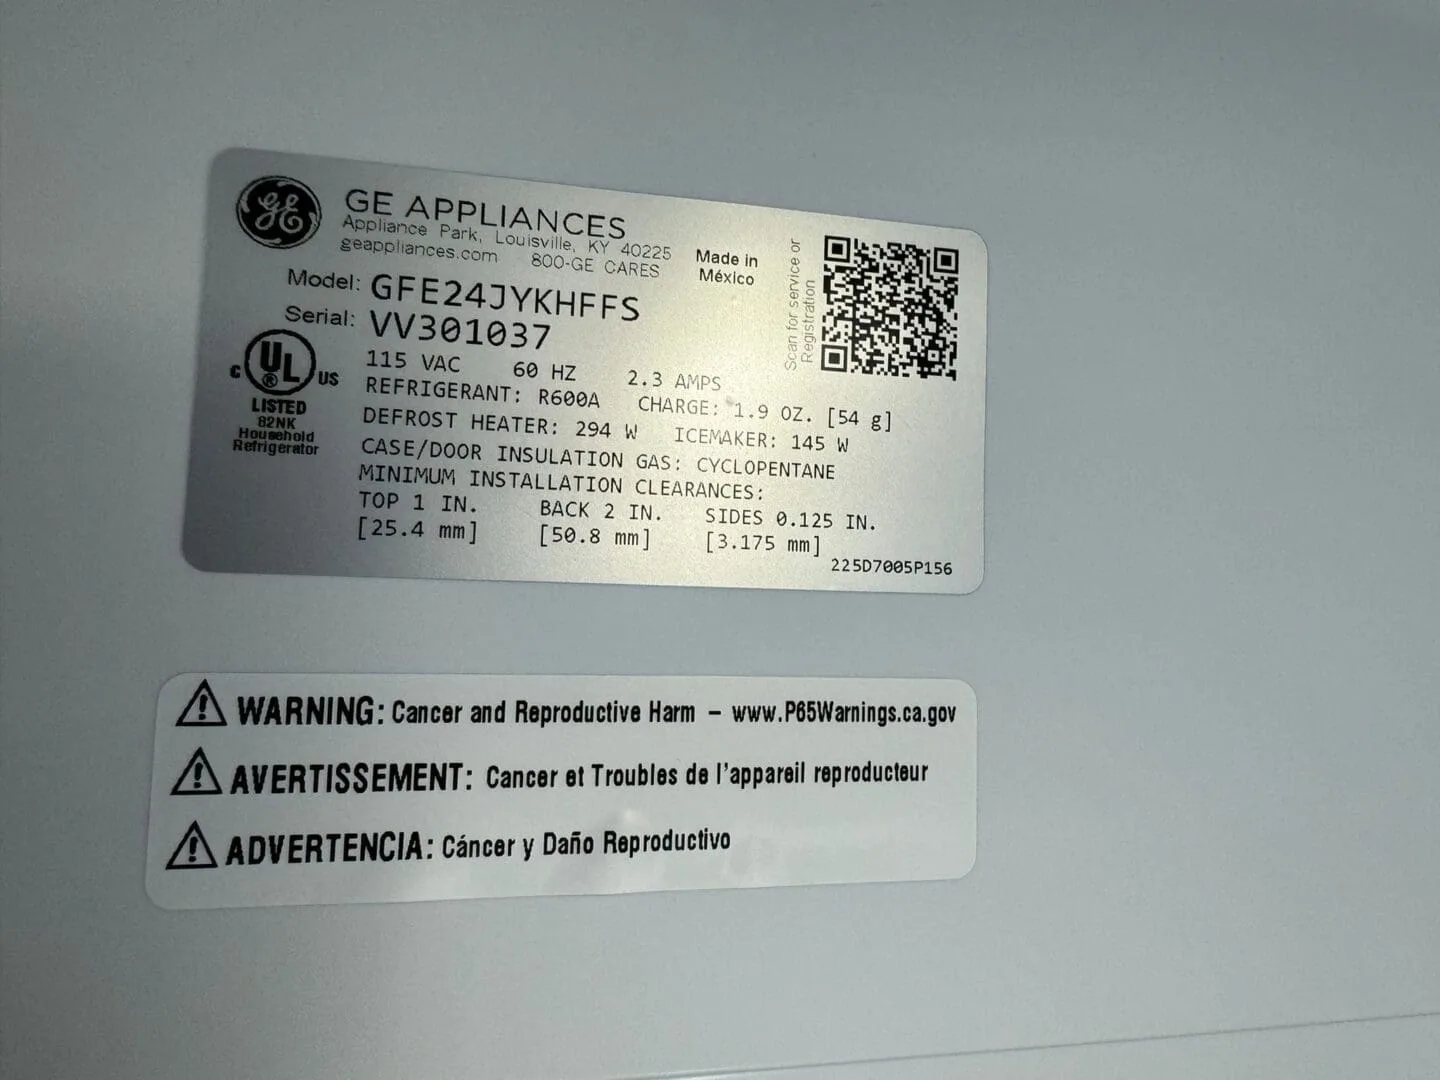 GE APPLIANCES
Appliance Park, Louisville, KY 40225
geappliances.com 800-GE CARES
Made in
México
Scan for service or
Registration
Model: GFE24JYKHFFS
Serial: VV301037
115 VAC 60 HZ 2.3 AMPS
REFRIGERANT: R600A CHARGE: 1.9 OZ. [54 g]
DEFROST HEATER: 294 W ICEMAKER: 145 W
CASE/DOOR INSULATION GAS: CYCLOPENTANE
MINIMUM INSTALLATION CLEARANCES:
TOP 1 IN. BACK 2 IN. SIDES 0.125 IN.
[25.4 mm] [50.8 mm] [3.175 mm]
225D7005P156
C UL ® US
LISTED
82NK
Household
Refrigerator
WARNING: Cancer and Reproductive Harm – www.P65Warnings.ca.gov
AVERTISSEMENT: Cancer et Troubles de l'appareil reproducteur
ADVERTENCIA: Cáncer y Daño Reproductivo